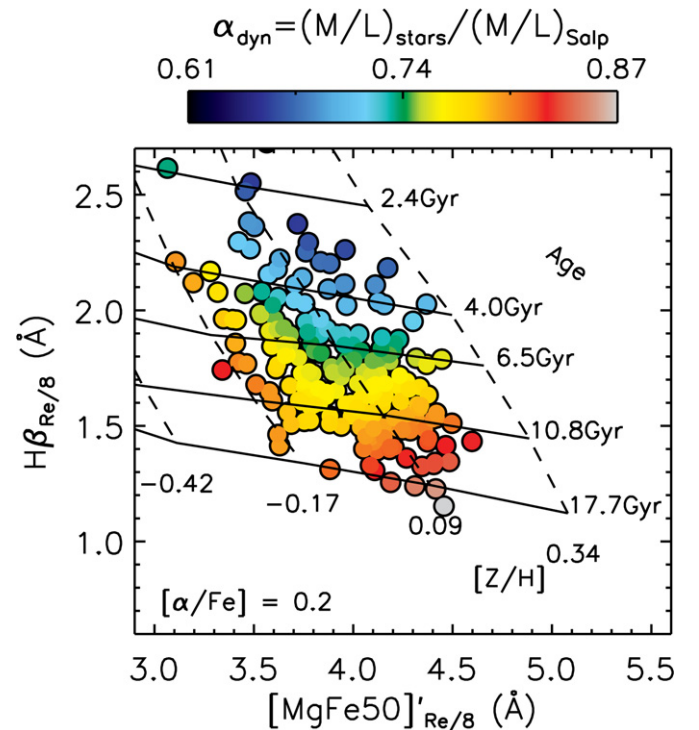 α_dyn=(M/L)_stars/(M/L)_Salp
0.61 0.74 0.87
2.5
2.0
1.5
1.0
Hβ_Re/8 (Å)
2.4Gyr
Age
4.0Gyr
6.5Gyr
10.8Gyr
17.7Gyr
−0.42
−0.17
0.09
0.34
[Z/H]
[α/Fe] = 0.2
3.0 3.5 4.0 4.5 5.0 5.5
[MgFe50]'_Re/8 (Å)